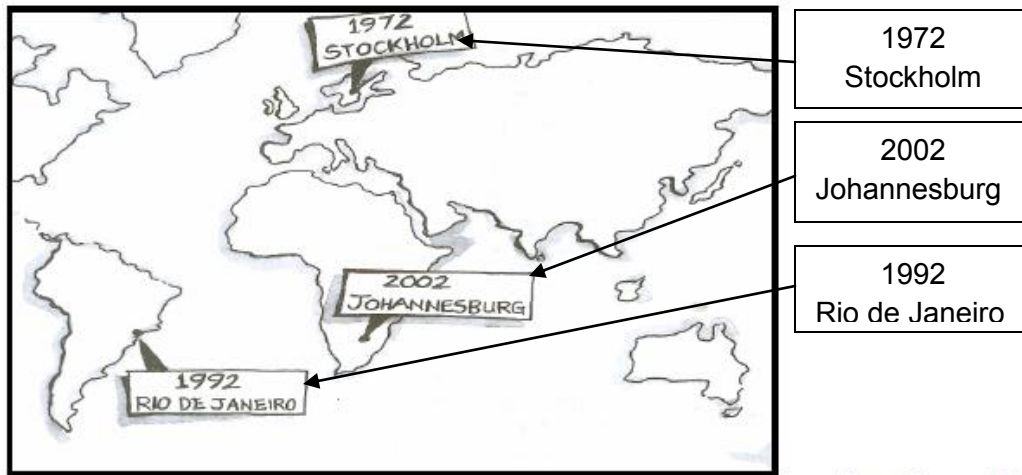 1972
STOCKHOLM
2002
JOHANNESBURG
1992
RIO DE JANEIRO
1972
Stockholm
2002
Johannesburg
1992
Rio de Janeiro